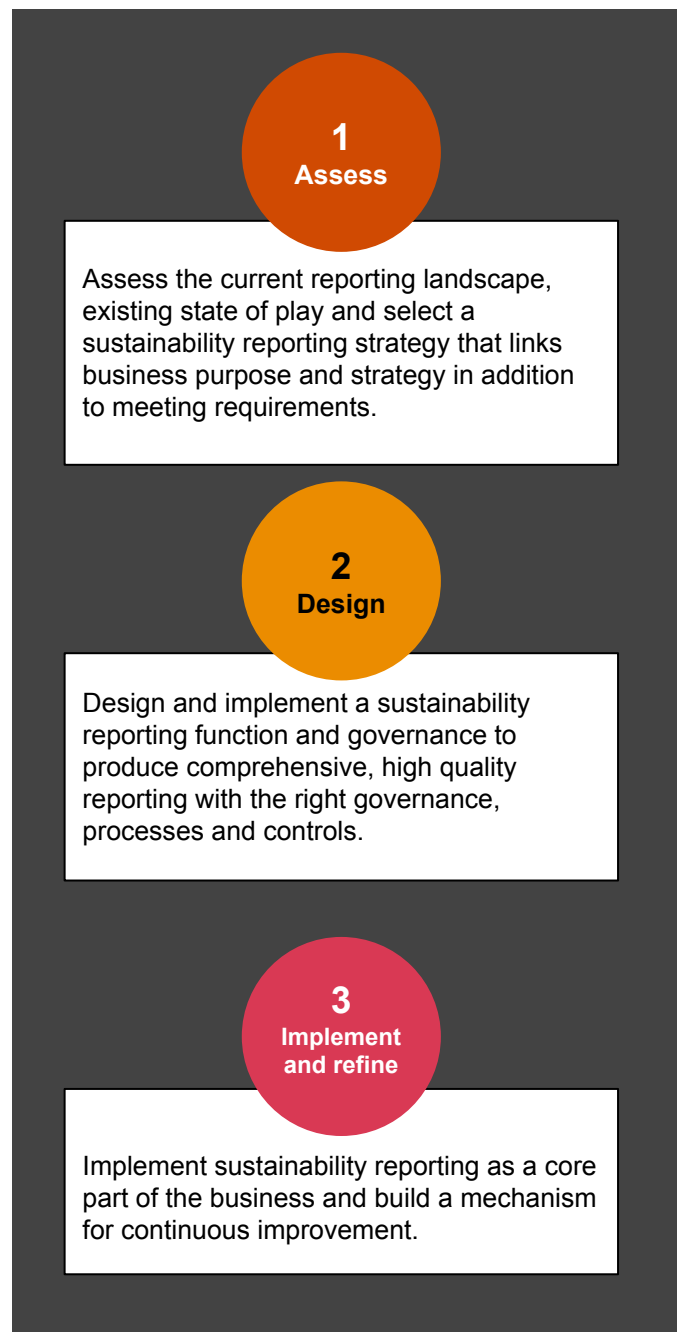 1
Assess
Assess the current reporting landscape,
existing state of play and select a
sustainability reporting strategy that links
business purpose and strategy in addition
to meeting requirements.
2
Design
Design and implement a sustainability
reporting function and governance to
produce comprehensive, high quality
reporting with the right governance,
processes and controls.
3
Implement
and refine
Implement sustainability reporting as a core
part of the business and build a mechanism
for continuous improvement.